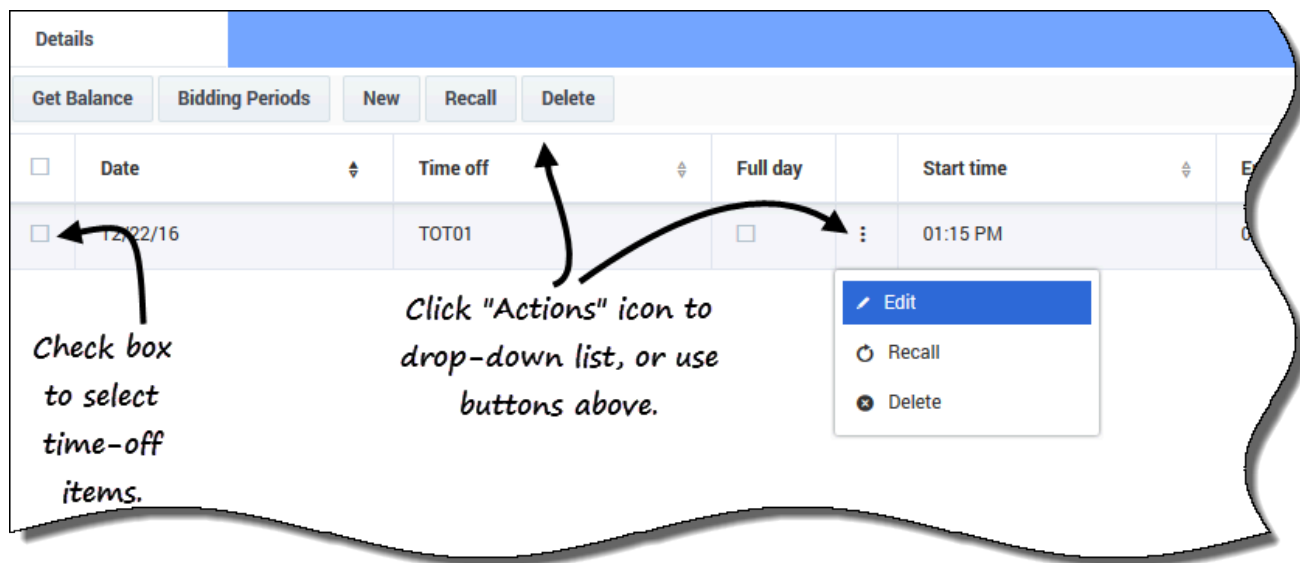 Details
Get Balance Bidding Periods New Recall Delete
Date Time off Full day Start time
12/22/16 TOT01 01:15 PM
Edit
Recall
Delete
Click "Actions" icon to
drop-down list, or use
buttons above.
Check box
to select
time-off
items.